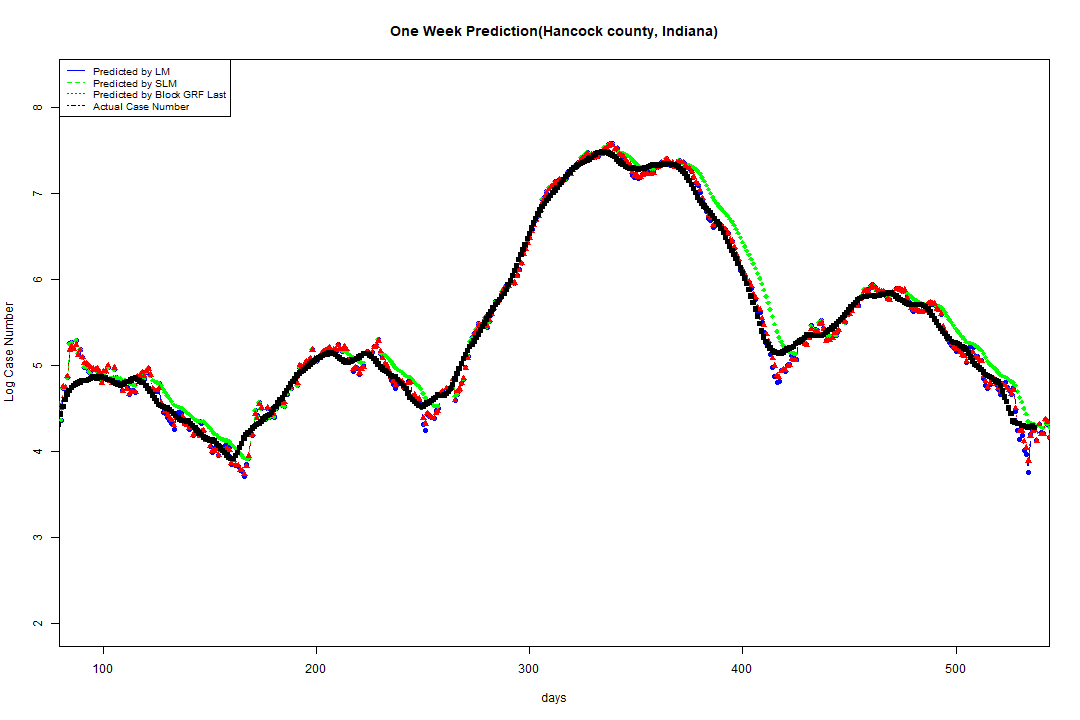 One Week Prediction(Hancock county, Indiana)
Predicted by LM
Predicted by SLM
Predicted by Block GRF Last
Actual Case Number
8
7
6
5
4
3
2
Log Case Number
100 200 300 400 500
days